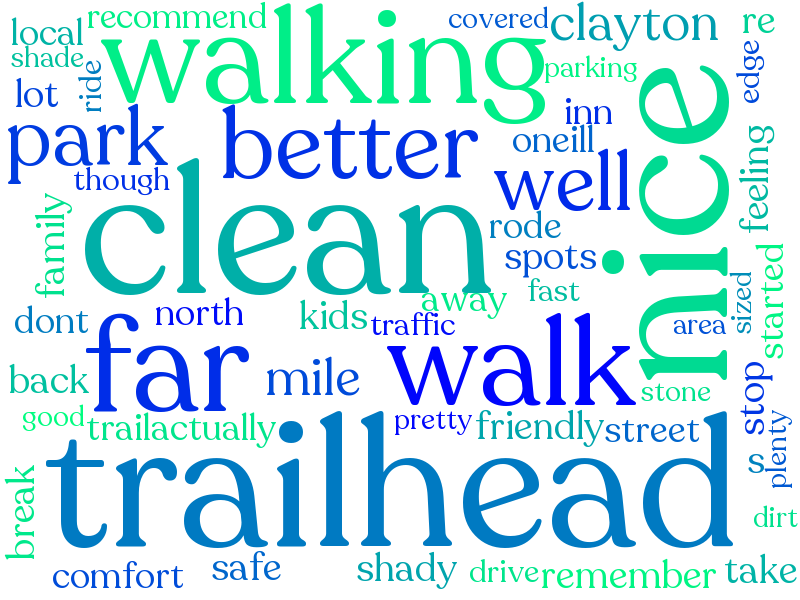 recommend
covered
clayton
re
local
walking
shade
parking
edge
ride
lot
nice
inn
park
better
oneill
though
well
feeling
clean
family
rode
spots
started
away
fast
sized
north
kids
traffic
area
dont
far
walk
mile
back
stone
stop
good
trailactually
pretty
friendly
street
plenty
trailhead
s
break
dirt
comfort
safe
shady
drive
remember
take